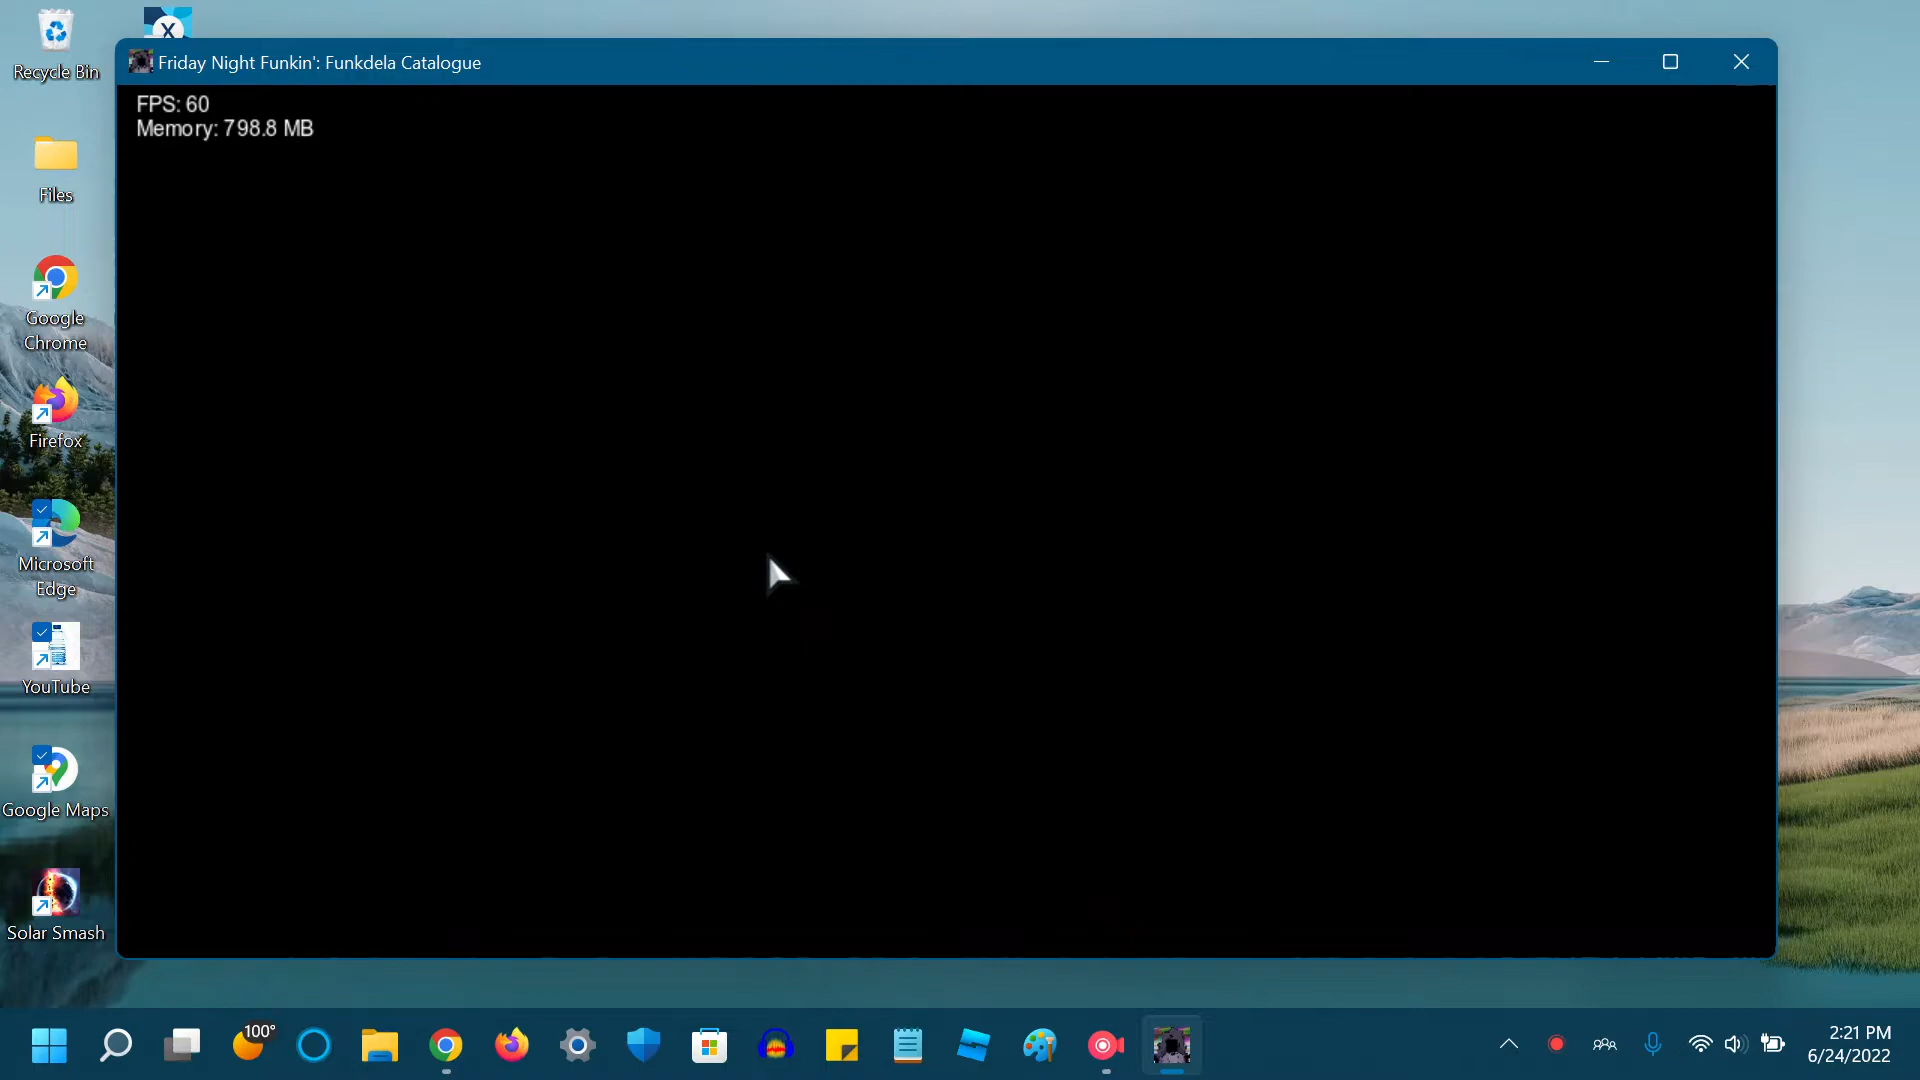 Friday Night Funkin': Funkdela Catalogue
FPS: 60
Memory: 798.8 MB
Recycle Bin
X
Files
Google
Chrome
Firefox
Microsoft
Edge
YouTube
Google Maps
Solar Smash
100°
2:21 PM
6/24/2022